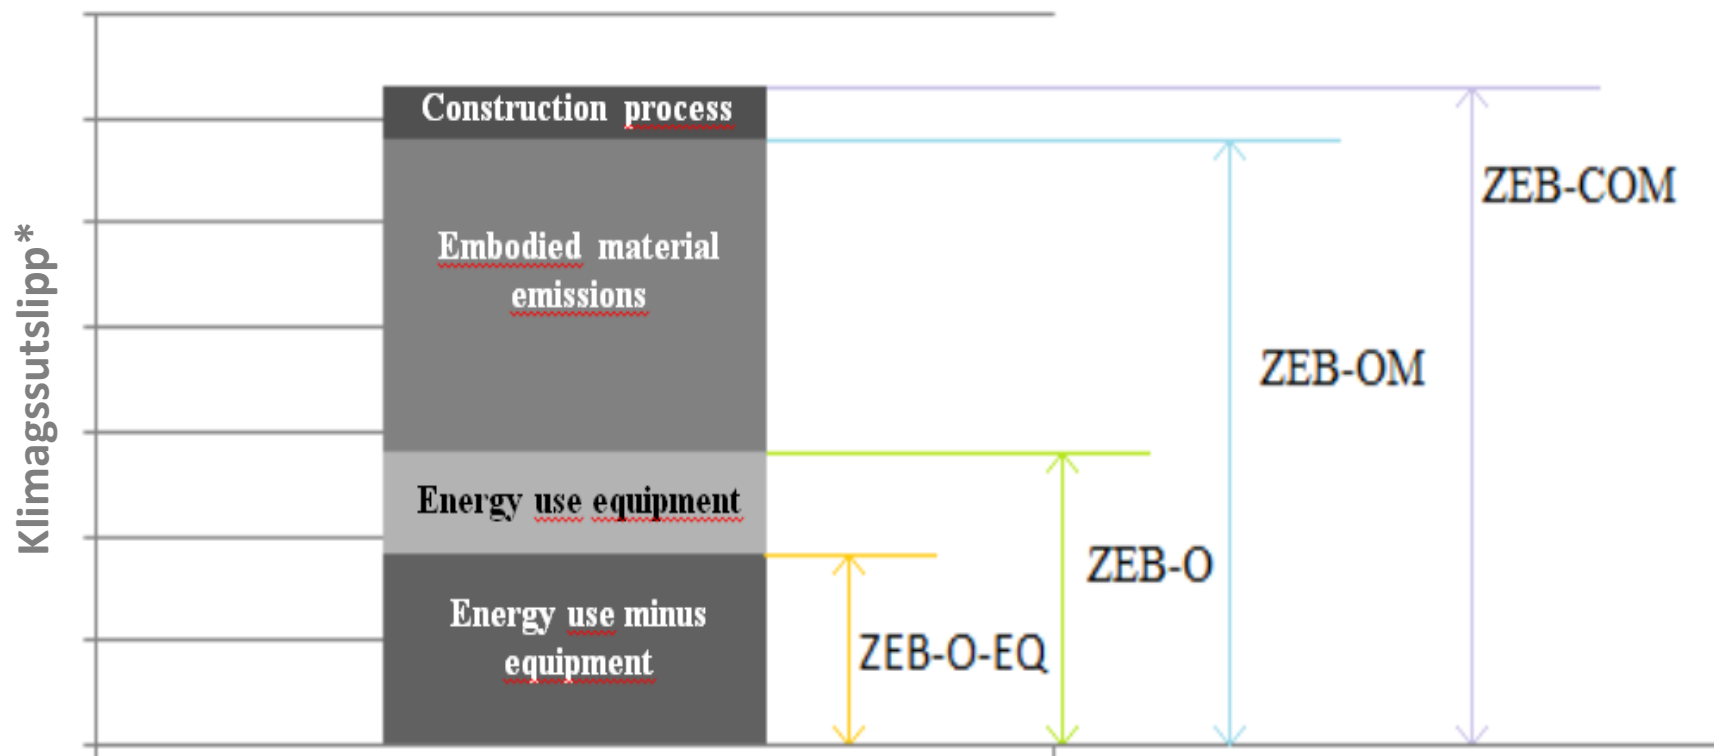 Klimagssutslipp*
Construction process
Embodied material
emissions
Energy use equipment
Energy use minus
equipment
ZEB-COM
ZEB-OM
ZEB-O
ZEB-O-EQ